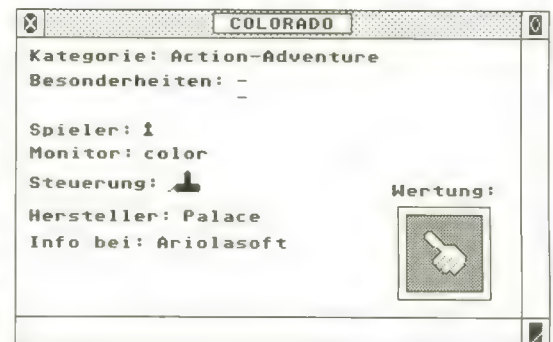 COLORADO
Kategorie: Action-Adventure
Besonderheiten: -
-
Spieler:
Monitor: color
Steuerung:
Wertung:
Hersteller: Palace
Info bei: Ariolasoft